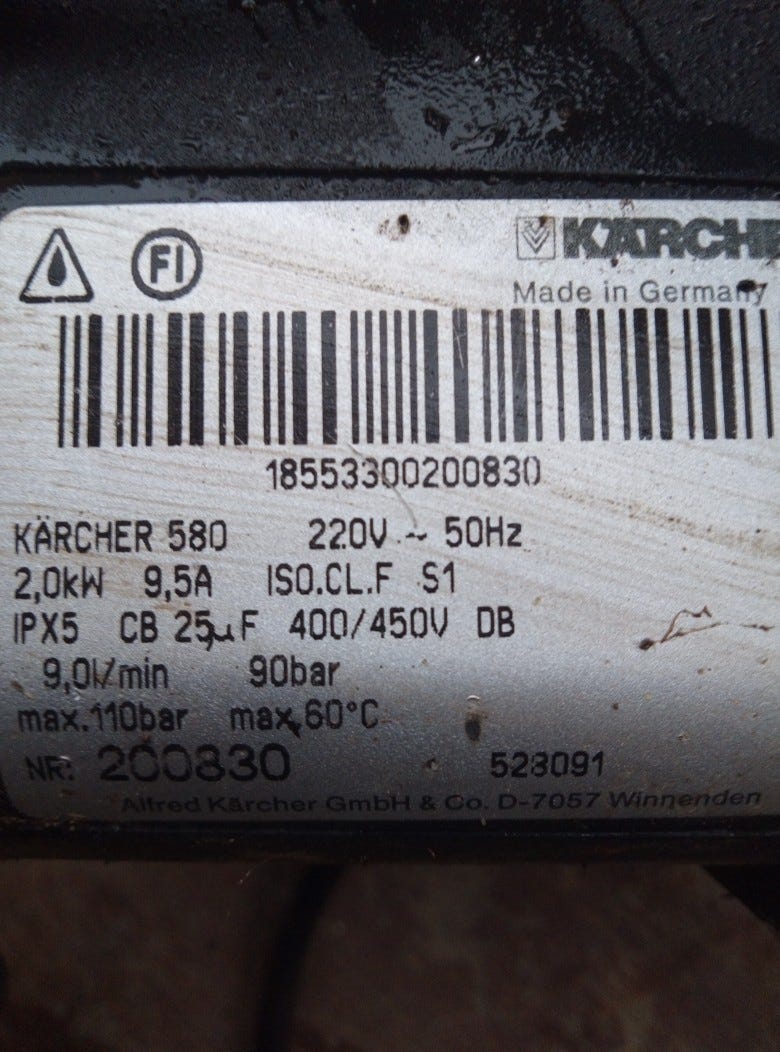 FI
KÄRCHE
Made in Germany
18553300200830
KÄRCHER 580 220V ~ 50Hz
2,0kW 9,5A ISO.CL.F S1
IPX5 CB 25µF 400/450V DB
9,0l/min 90bar
max.110bar max.60°C
NR: 200830 528091
Alfred Kärcher GmbH & Co. D-7057 Winnenden